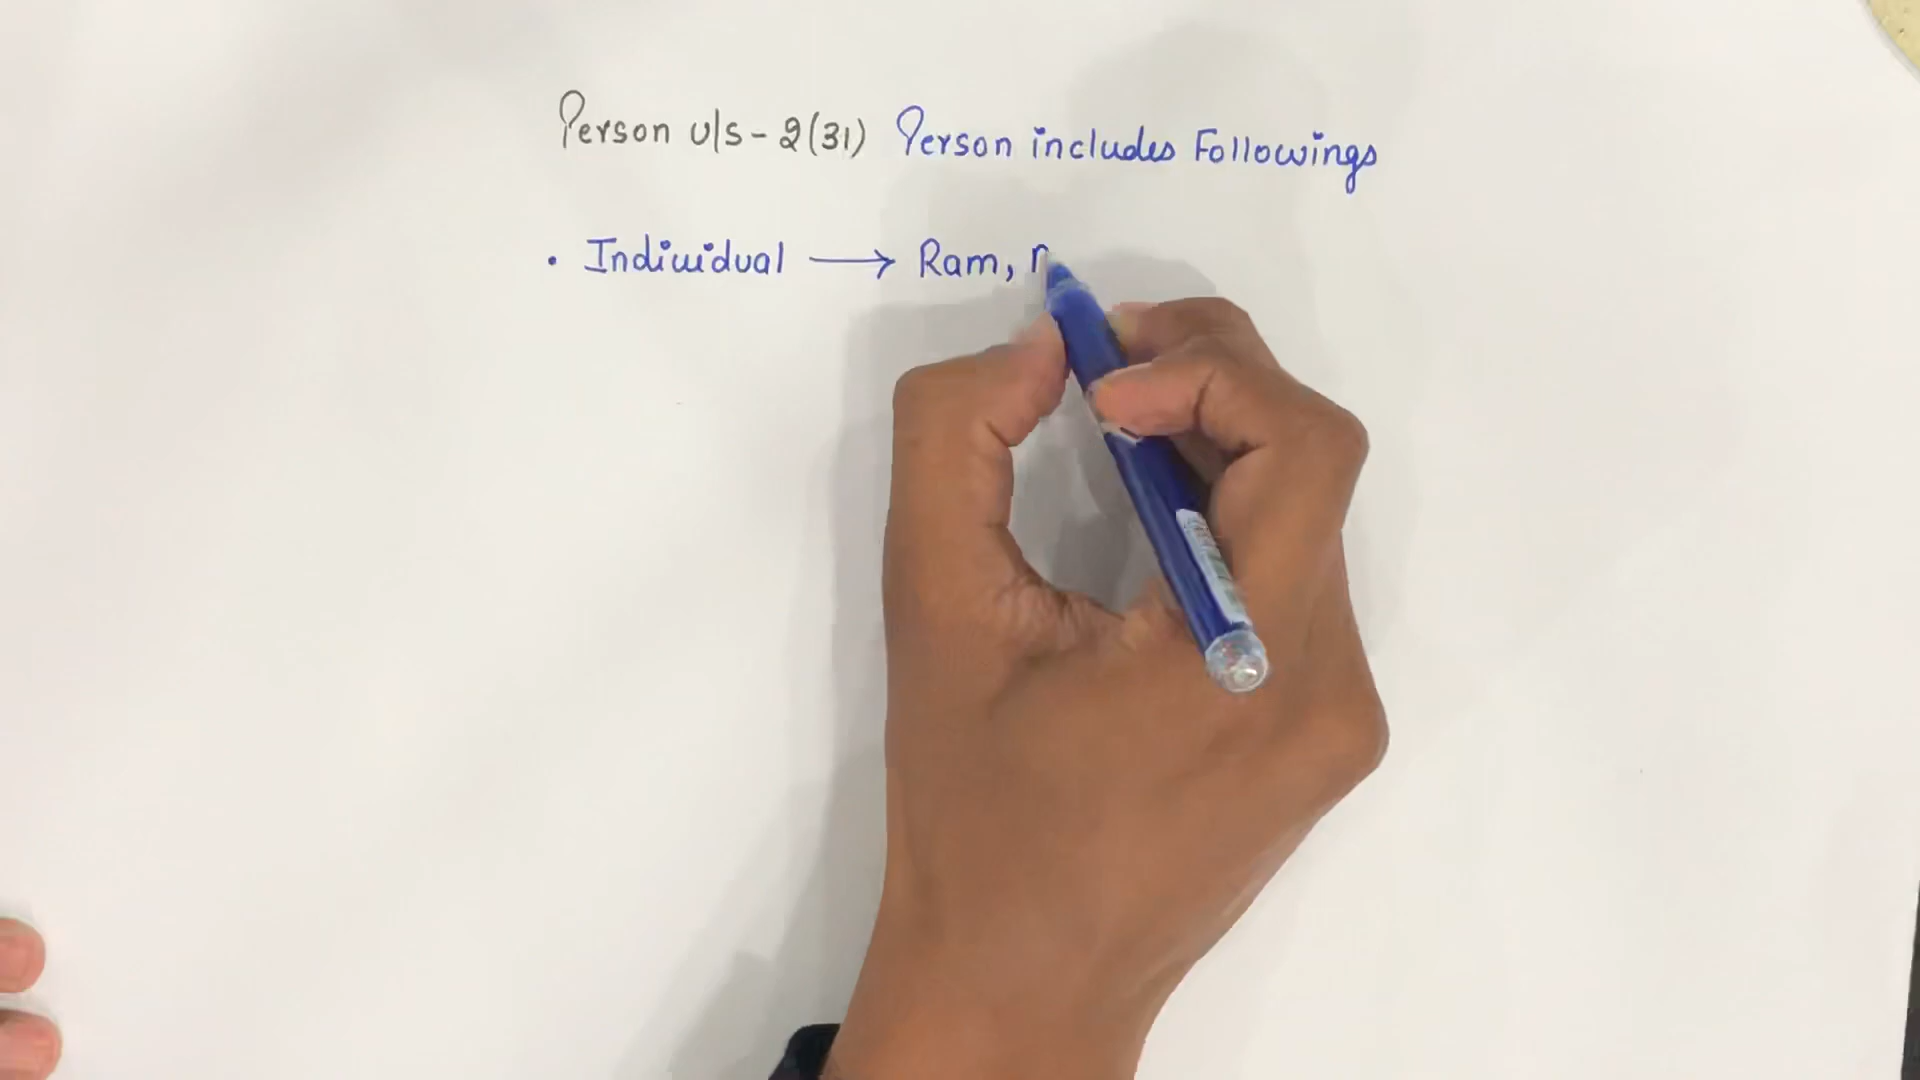 Person u/s - 2(31) Person includes Followings
• Individual → Ram,